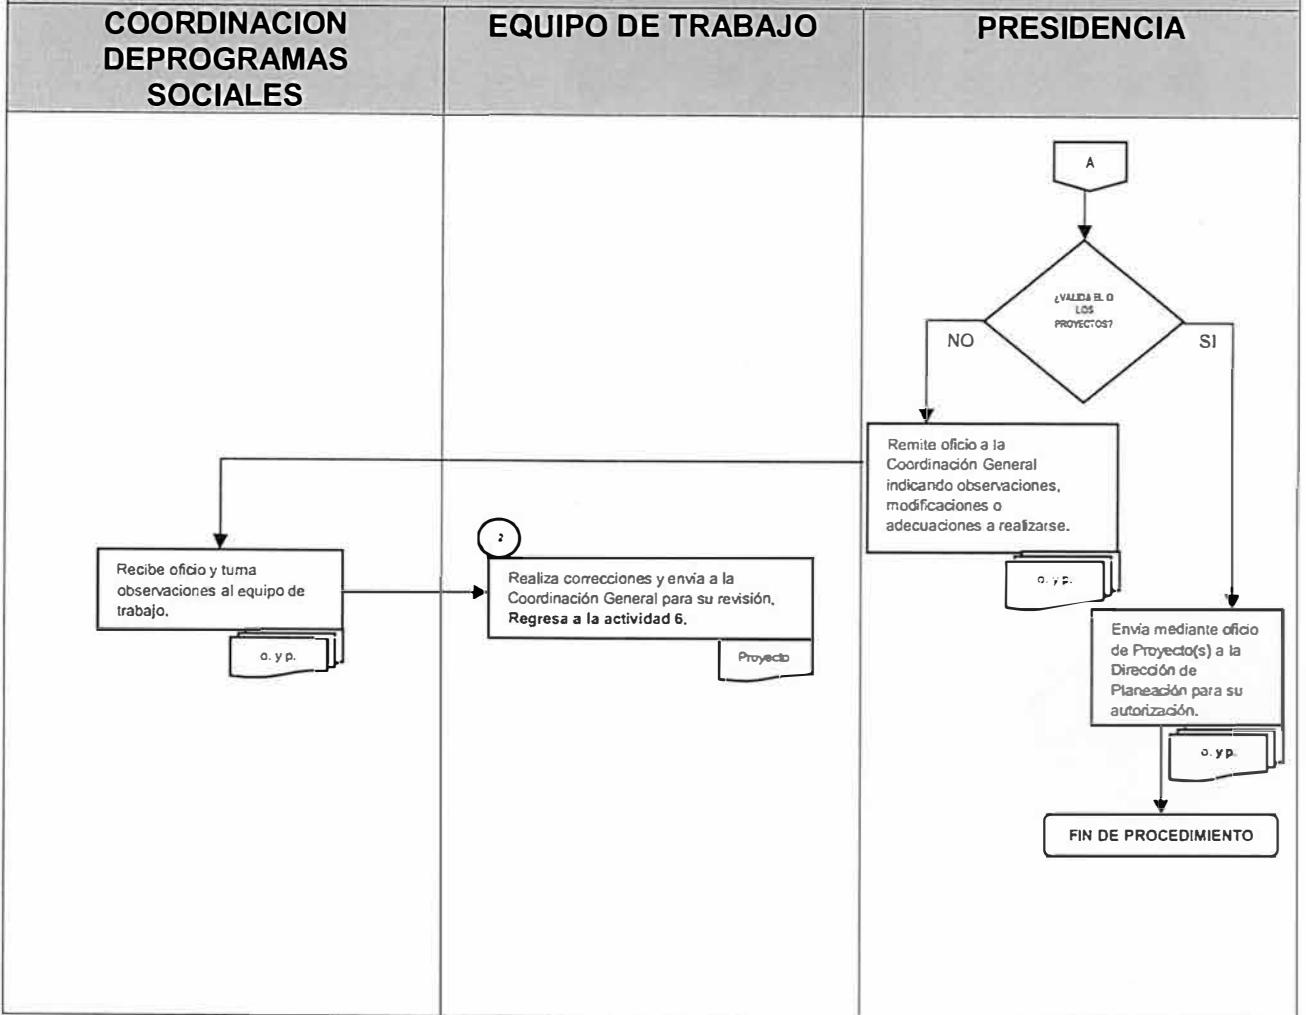 COORDINACION
DEPROGRAMAS
SOCIALES
EQUIPO DE TRABAJO
PRESIDENCIA
A
¿VALIDA EL O
LOS
PROYECTOS?
NO
SI
Remite oficio a la
Coordinación General
indicando observaciones,
modificaciones o
adecuaciones a realizarse.
o. y p.
Recibe oficio y turna
observaciones al equipo de
trabajo.
o. y p.
2
Realiza correcciones y envía a la
Coordinación General para su revisión,
Regresa a la actividad 6.
Proyecto
Envía mediante oficio
de Proyecto(s) a la
Dirección de
Planeación para su
autorización.
o. y p.
FIN DE PROCEDIMIENTO